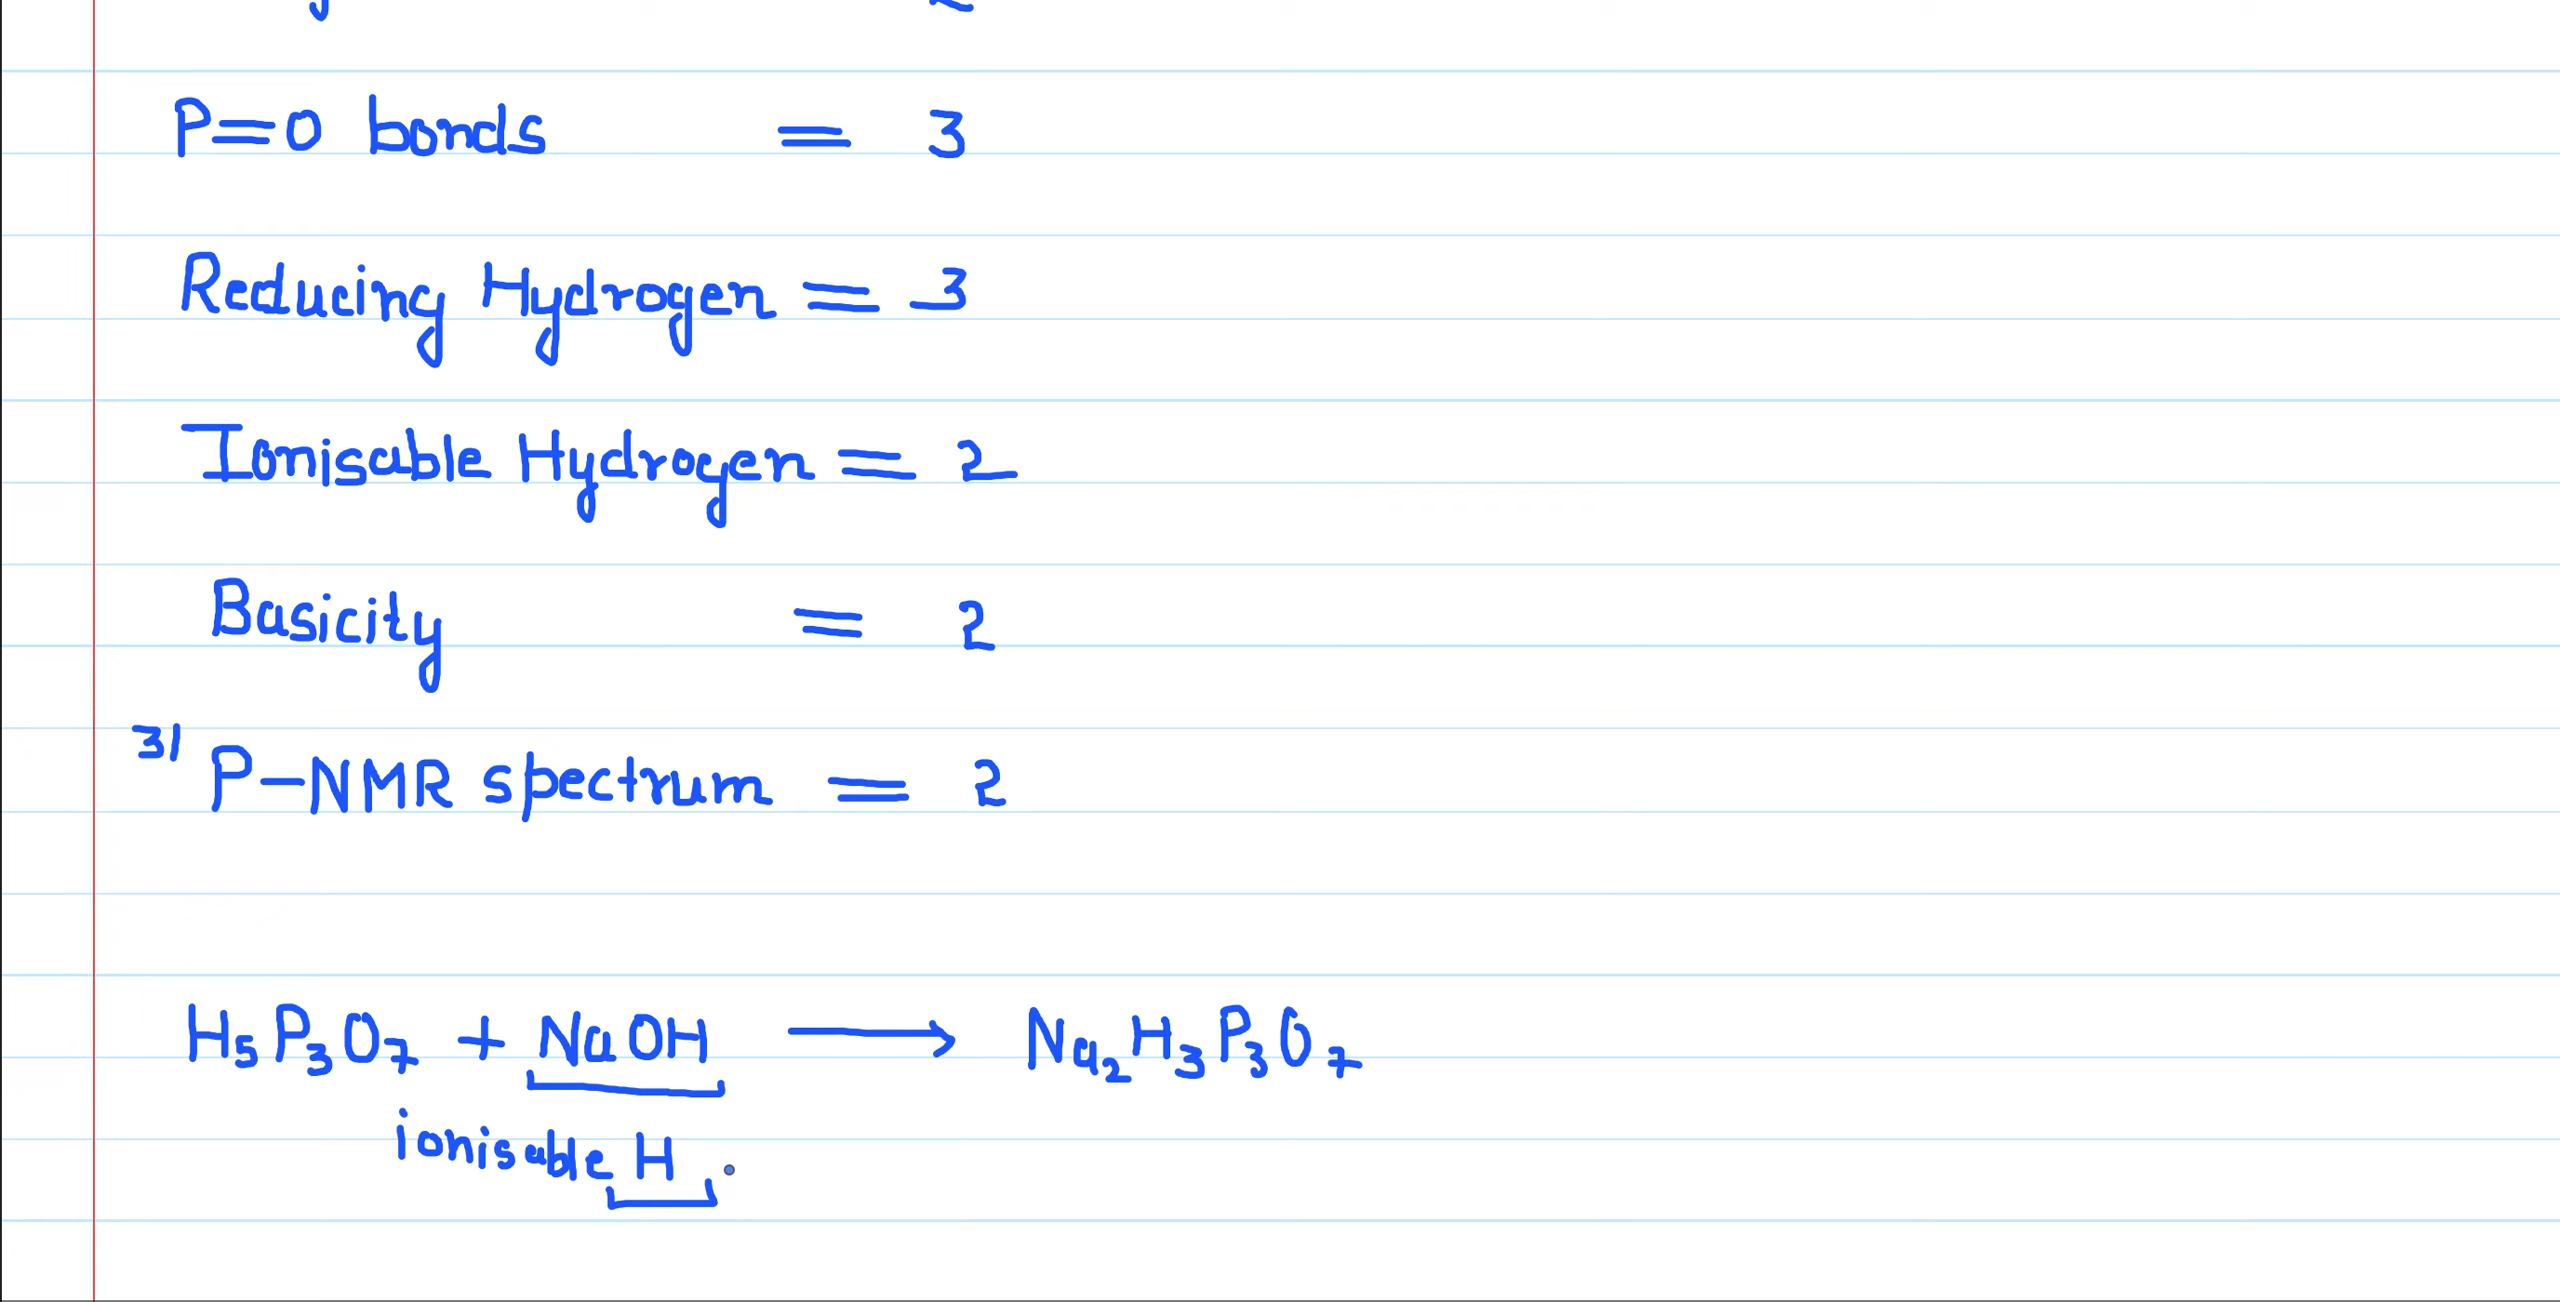 P=O bonds = 3
Reducing Hydrogen = 3
Ionisable Hydrogen = 2
Basicity = 2
³¹P-NMR spectrum = 2
H₅P₃O₇ + NaOH ⟶ Na₂H₃P₃O₇
ionisable H